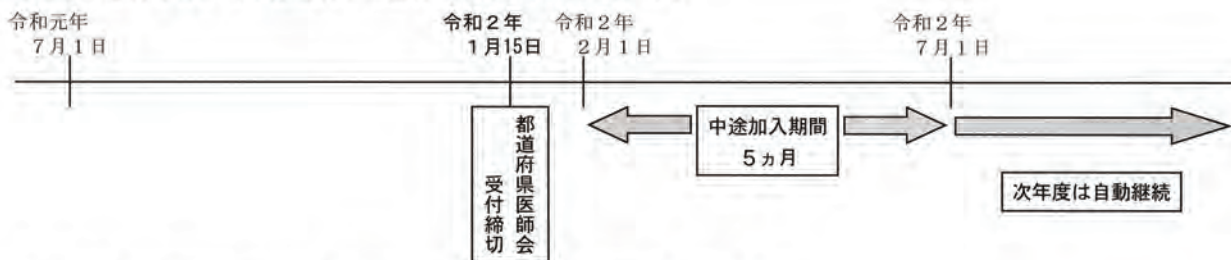 令和元年
7月1日
令和2年
1月15日
令和2年
2月1日
令和2年
7月1日
都道府県医師会
受付締切
中途加入期間
5ヵ月
次年度は自動継続